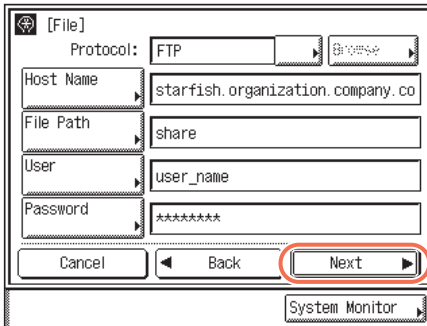 [File]
Protocol: FTP Browse
Host Name starfish.organization.company.co
File Path share
User user_name
Password ********
Cancel Back Next
System Monitor